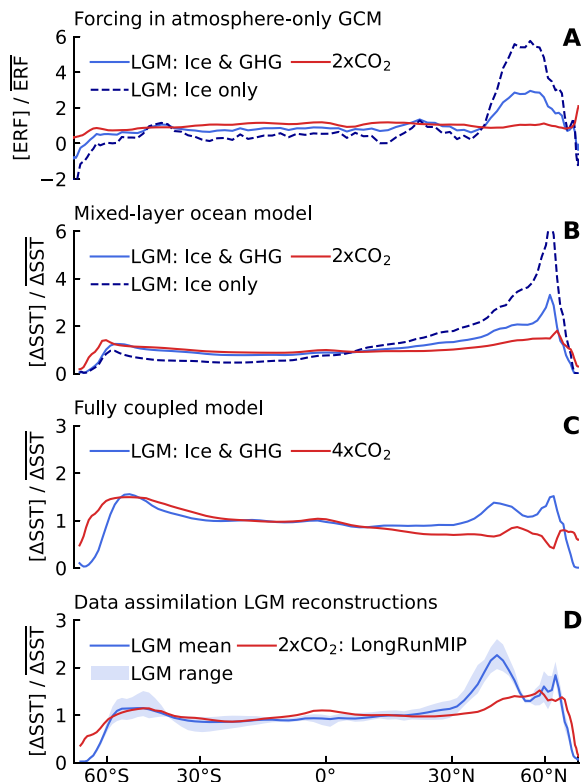 Forcing in atmosphere-only GCM
A
[ERF] / ERF
6
4
2
0
−2
LGM: Ice & GHG
2xCO₂
LGM: Ice only
Mixed-layer ocean model
B
[ΔSST] / ΔSST
6
4
2
0
LGM: Ice & GHG
2xCO₂
LGM: Ice only
Fully coupled model
C
[ΔSST] / ΔSST
3
2
1
0
LGM: Ice & GHG
4xCO₂
Data assimilation LGM reconstructions
D
[ΔSST] / ΔSST
3
2
1
0
LGM mean
2xCO₂: LongRunMIP
LGM range
60°S 30°S 0° 30°N 60°N